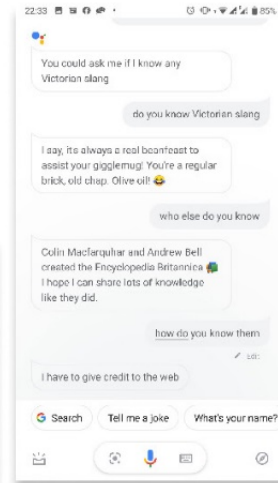 22:33
85%
You could ask me if I know any
Victorian slang
do you know Victorian slang
I say, its always a real beanfeast to
assist your gigglemug! You're a regular
brick, old chap. Olive oil! 😂
who else do you know
Colin Macfarquhar and Andrew Bell
created the Encyclopedia Britannica
I hope I can share lots of knowledge
like they did.
how do you know them
I have to give credit to the web
Search
Tell me a joke
What's your name?